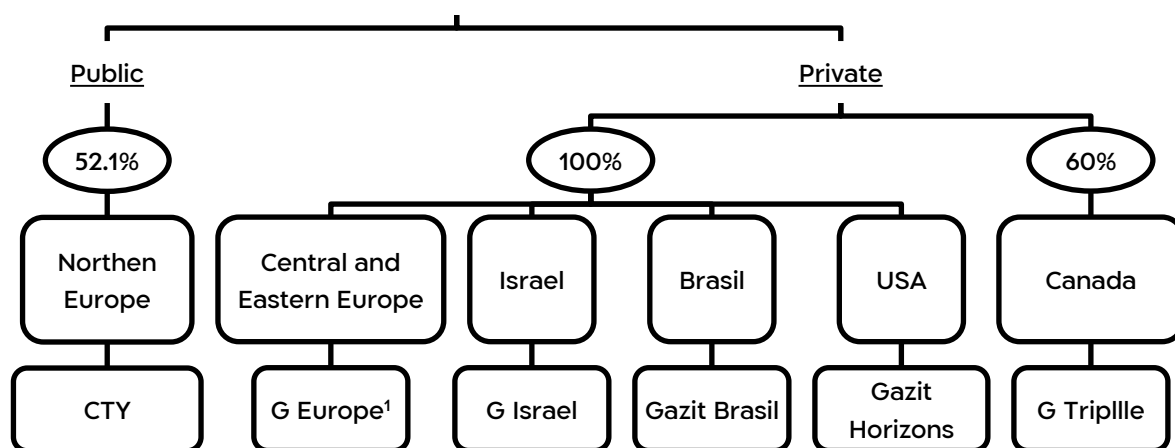 Public
Private
52.1%
100%
60%
Northen
Europe
Central and
Eastern Europe
Israel
Brasil
USA
Canada
CTY
G Europe¹
G Israel
Gazit Brasil
Gazit
Horizons
G Tripllle